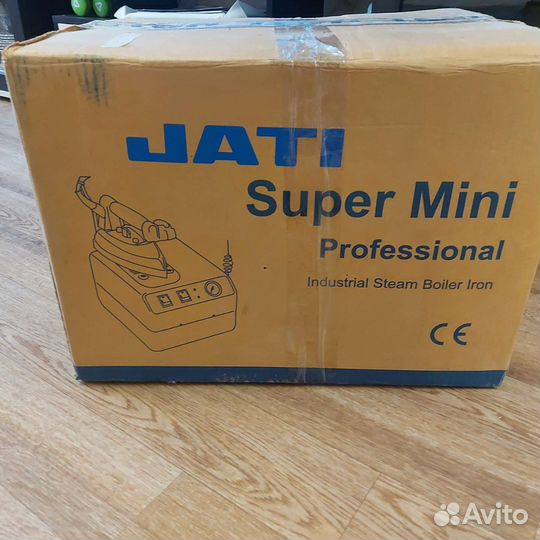 JATI
Super Mini
Professional
Industrial Steam Boiler Iron
CE
Avito